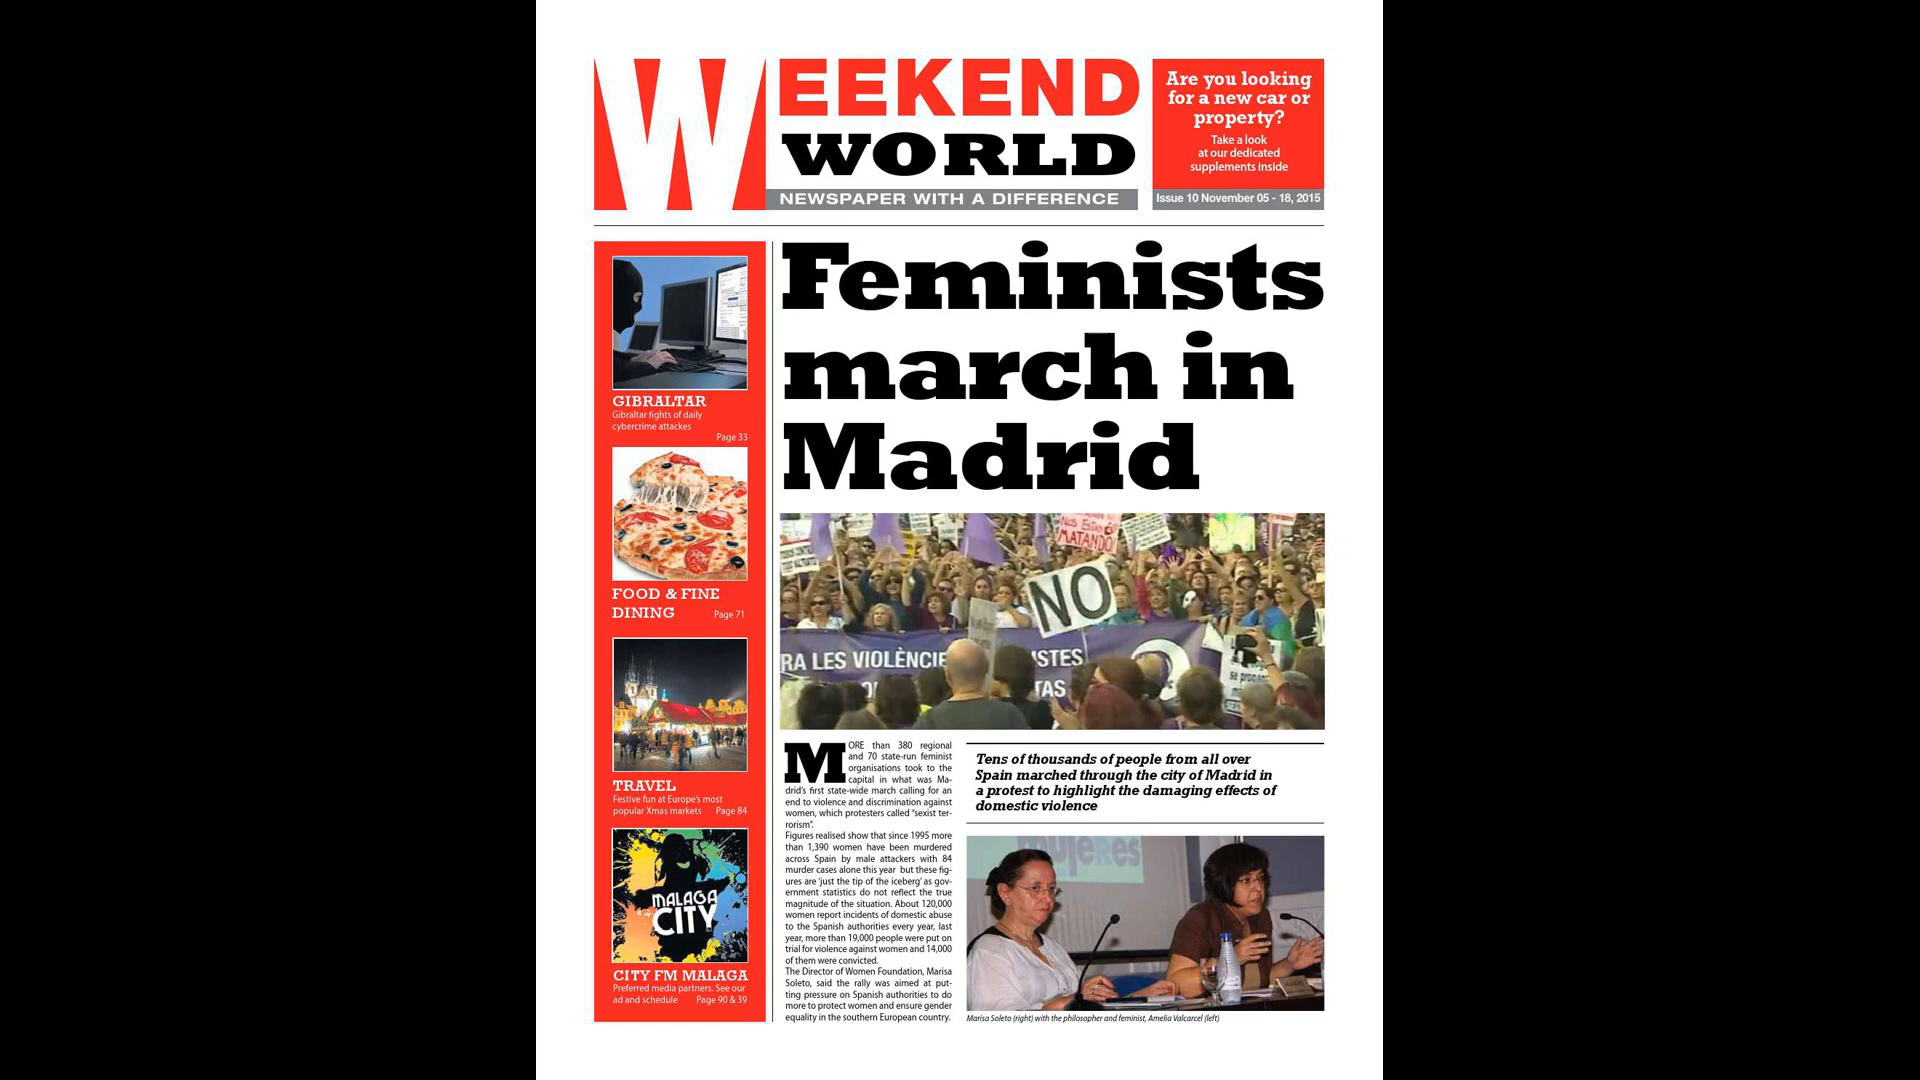 WEEKEND
WORLD
NEWSPAPER WITH A DIFFERENCE
Are you looking
for a new car or
property?
Take a look
at our dedicated
supplements inside
Issue 10 November 05 - 18, 2015
GIBRALTAR
Gibraltar fights of daily
cybercrime attackes
Page 33
FOOD & FINE
DINING Page 71
TRAVEL
Festive fun at Europe's most
popular Xmas markets Page 84
MALAGA
CITY
CITY FM MALAGA
Preferred media partners. See our
ad and schedule Page 90 & 39
Feminists
march in
Madrid
NOS ESTAN
MATANDO!
NO
RA LES VIOLÈNCIE STES
TAS
se
MORE than 380 regional
and 70 state-run feminist
organisations took to the
capital in what was Ma-
drid's first state-wide march calling for an
end to violence and discrimination against
women, which protesters called "sexist ter-
rorism".
Figures realised show that since 1995 more
than 1,390 women have been murdered
across Spain by male attackers with 84
murder cases alone this year but these fig-
ures are 'just the tip of the iceberg' as gov-
ernment statistics do not reflect the true
magnitude of the situation. About 120,000
women report incidents of domestic abuse
to the Spanish authorities every year, last
year, more than 19,000 people were put on
trial for violence against women and 14,000
of them were convicted.
The Director of Women Foundation, Marisa
Soleto, said the rally was aimed at put-
ting pressure on Spanish authorities to do
more to protect women and ensure gender
equality in the southern European country.
Tens of thousands of people from all over
Spain marched through the city of Madrid in
a protest to highlight the damaging effects of
domestic violence
mujeres
Marisa Soleto (right) with the philosopher and feminist, Amelia Valcarcel (left)